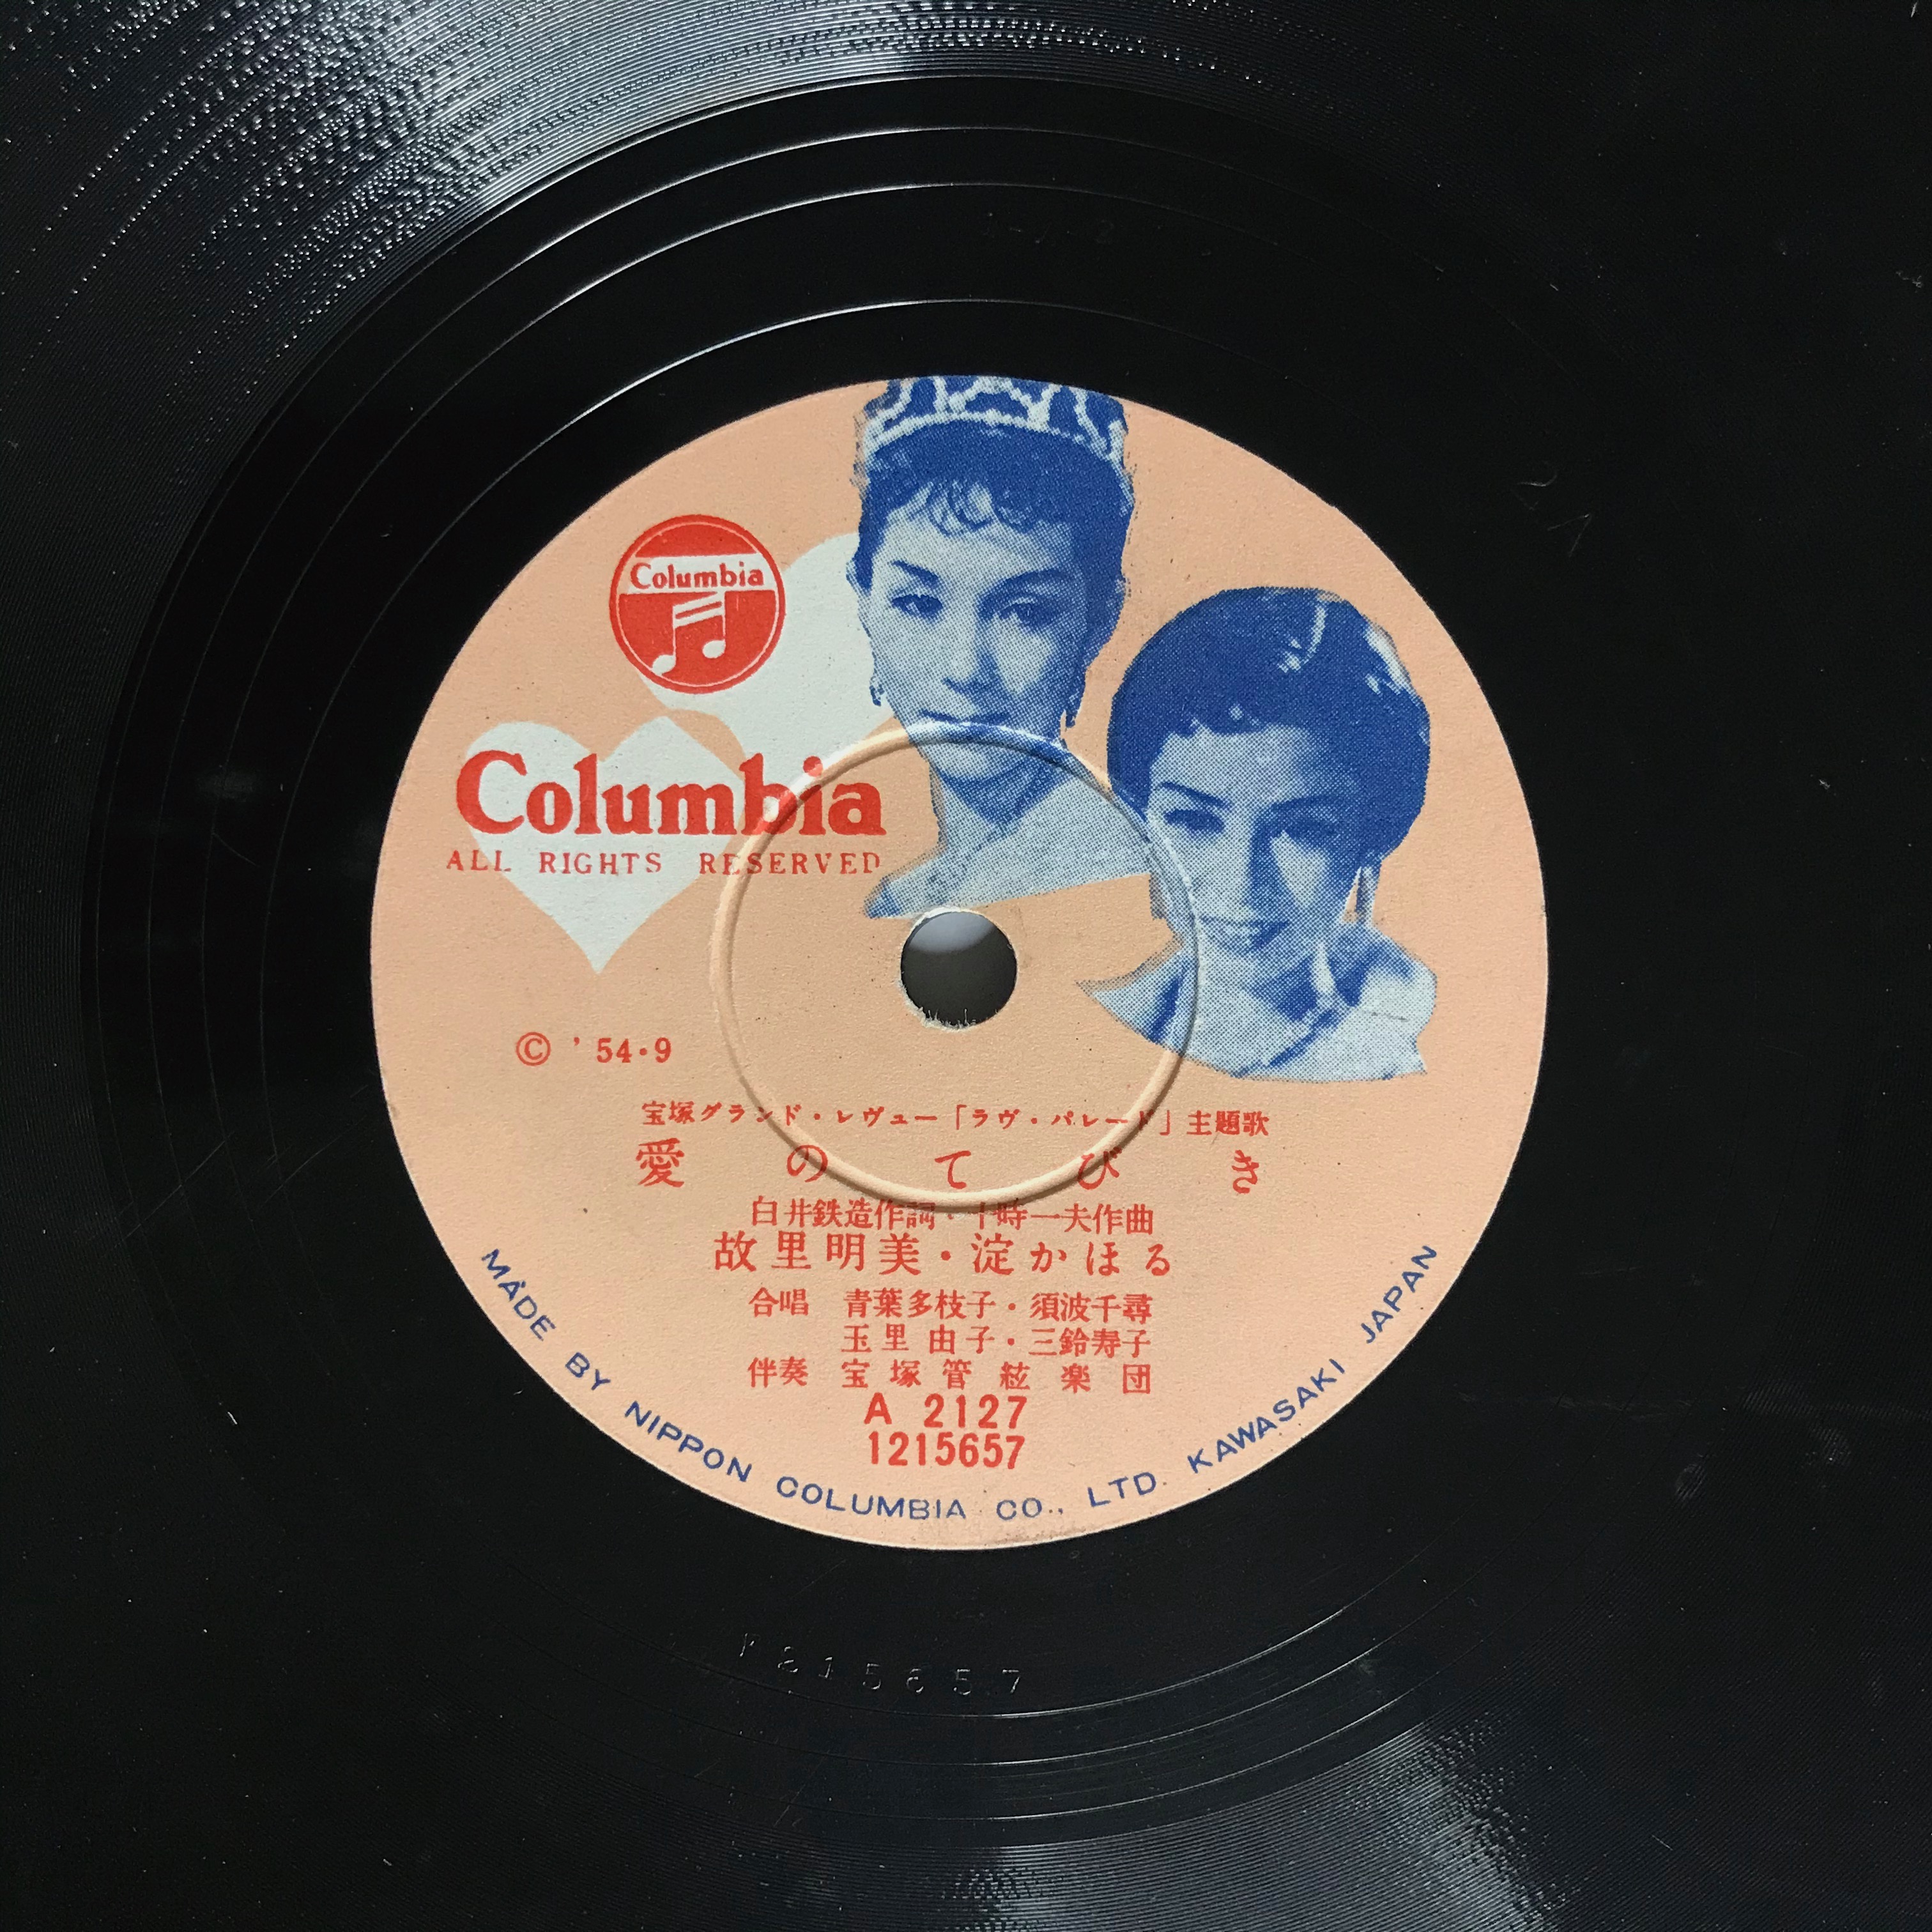 Columbia
Columbia
ALL RIGHTS RESERVED
© '54・9
宝塚グランド・レヴュー「ラヴ・パレード」主題歌
愛のてびき
白井鉄造作詞・十時一夫作曲
故里明美・淀かほる
合唱 青葉多枝子・須波千尋
玉里由子・三鈴寿子
伴奏 宝塚管絃楽団
A 2127
1215657
MADE BY NIPPON COLUMBIA CO., LTD. KAWASAKI JAPAN
1215657